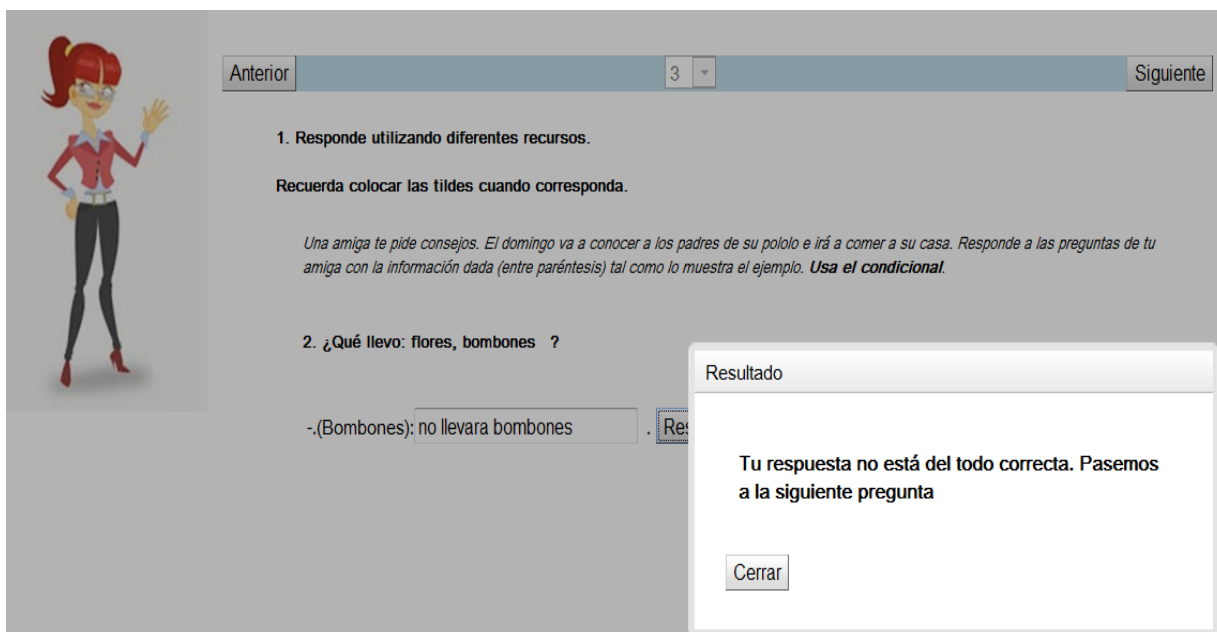 Anterior 3 Siguiente
1. Responde utilizando diferentes recursos.
Recuerda colocar las tildes cuando corresponda.
Una amiga te pide consejos. El domingo va a conocer a los padres de su pololo e irá a comer a su casa. Responde a las preguntas de tu
amiga con la información dada (entre paréntesis) tal como lo muestra el ejemplo. Usa el condicional.
2. ¿Qué llevo: flores, bombones ?
-.(Bombones): no llevara bombones . Res
Resultado
Tu respuesta no está del todo correcta. Pasemos
a la siguiente pregunta
Cerrar